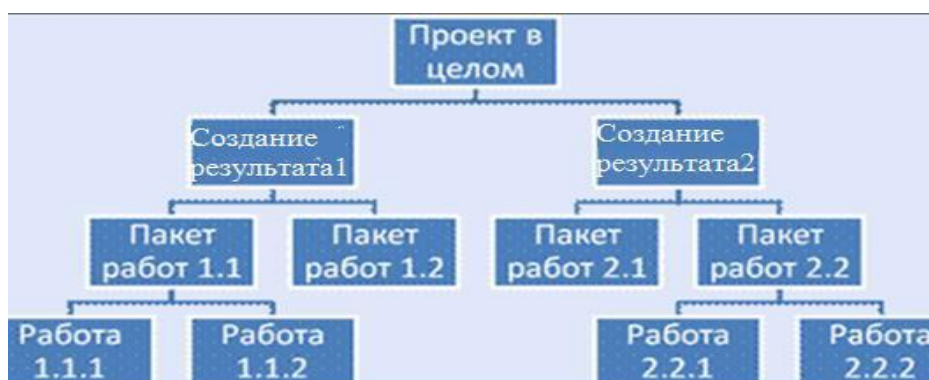 Проект в
целом
Создание
результата1
Создание
результата2
Пакет
работ 1.1
Пакет
работ 1.2
Пакет
работ 2.1
Пакет
работ 2.2
Работа
1.1.1
Работа
1.1.2
Работа
2.2.1
Работа
2.2.2